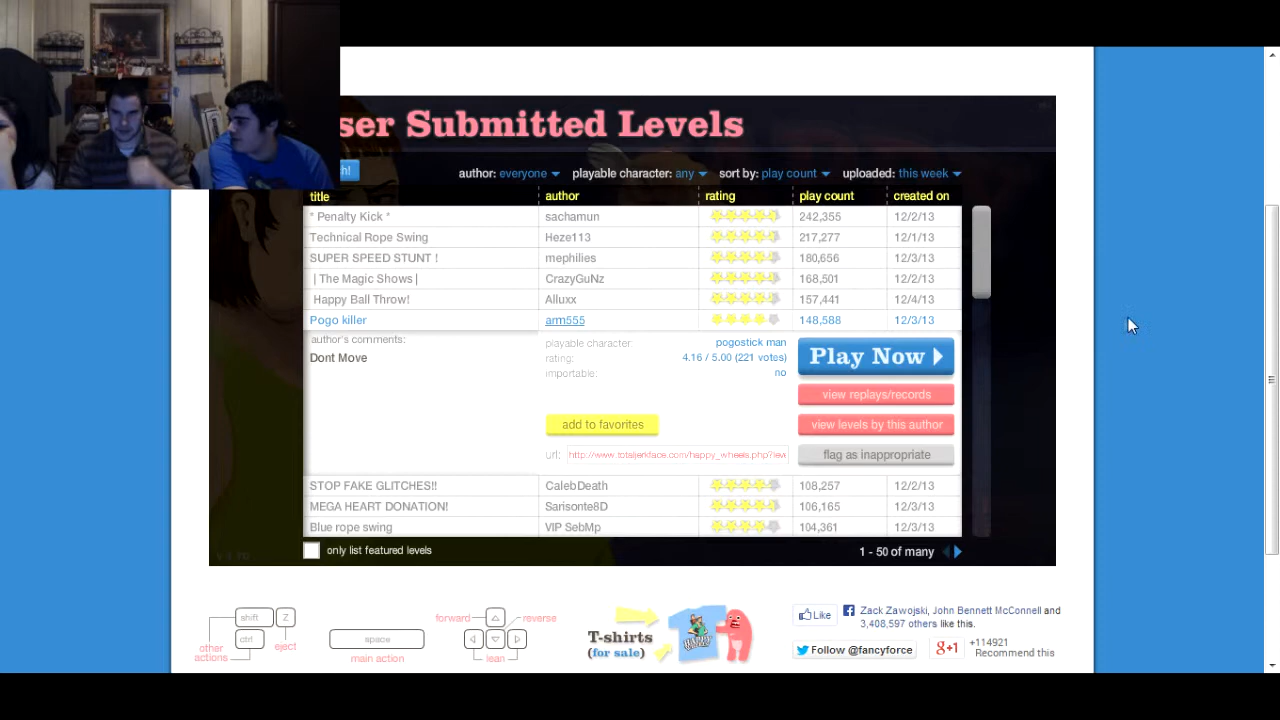 ser Submitted Levels
h!
author: everyone playable character: any sort by: play count uploaded: this week
title author rating play count created on
* Penalty Kick * sachamun 242,355 12/2/13
Technical Rope Swing Heze113 217,277 12/1/13
SUPER SPEED STUNT ! mephilies 180,656 12/3/13
| The Magic Shows | CrazyGuNz 168,501 12/2/13
Happy Ball Throw! Alluxx 157,441 12/4/13
Pogo killer arm555 148,588 12/3/13
author's comments: playable character: pogostick man Play Now
Dont Move rating: 4.16 / 5.00 (221 votes)
importable: no
view replays/records
add to favorites view levels by this author
url: http://www.totaljerkface.com/happy_wheels.php?leve flag as inappropriate
STOP FAKE GLITCHES!! CalebDeath 108,257 12/2/13
MEGA HEART DONATION! Sarisonte8D 106,165 12/3/13
Blue rope swing VIP SebMp 104,361 12/3/13
only list featured levels 1 - 50 of many
shift Z forward reverse
ctrl
other actions eject space main action lean
T-shirts
(for sale)
Like Zack Zawojski, John Bennett McConnell and
3,408,597 others like this.
Follow @fancyforce g+1 +114921
Recommend this